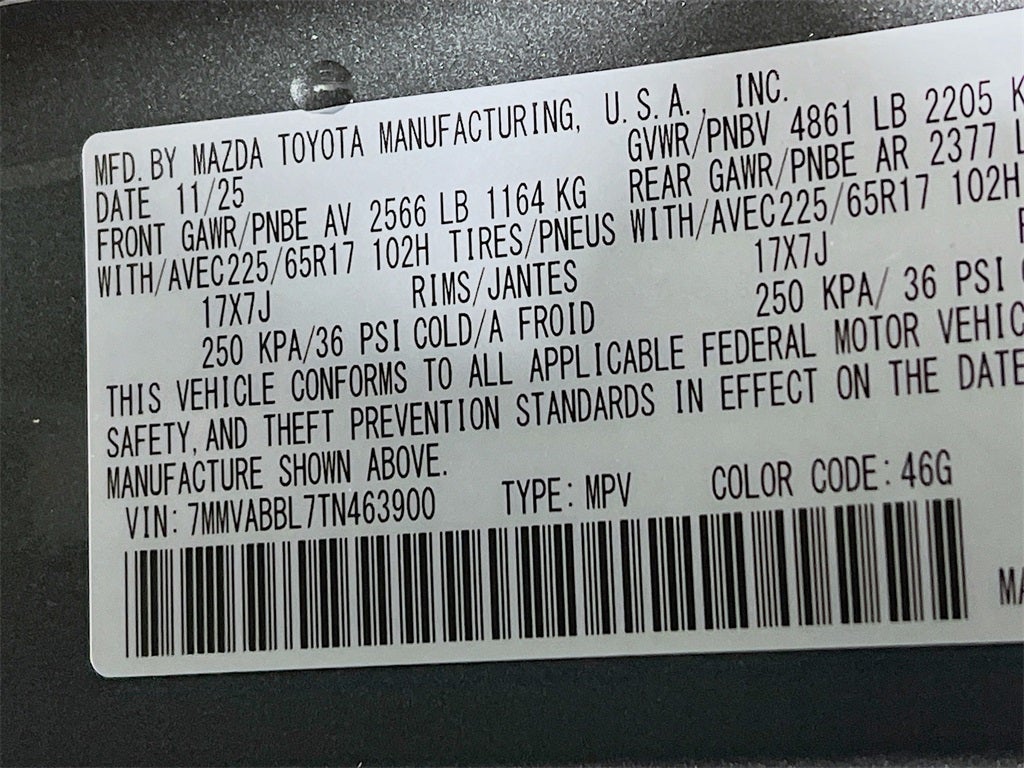 MFD. BY MAZDA TOYOTA MANUFACTURING, U.S.A., INC.
DATE 11/25 GVWR/PNBV 4861 LB 2205 K
FRONT GAWR/PNBE AV 2566 LB 1164 KG REAR GAWR/PNBE AR 2377 L
WITH/AVEC225/65R17 102H TIRES/PNEUS WITH/AVEC225/65R17 102H
17X7J RIMS/JANTES 17X7J
250 KPA/36 PSI COLD/A FROID 250 KPA/ 36 PSI
THIS VEHICLE CONFORMS TO ALL APPLICABLE FEDERAL MOTOR VEHIC
SAFETY, AND THEFT PREVENTION STANDARDS IN EFFECT ON THE DATE
MANUFACTURE SHOWN ABOVE.
VIN: 7MMVABBL7TN463900 TYPE: MPV COLOR CODE: 46G
MA